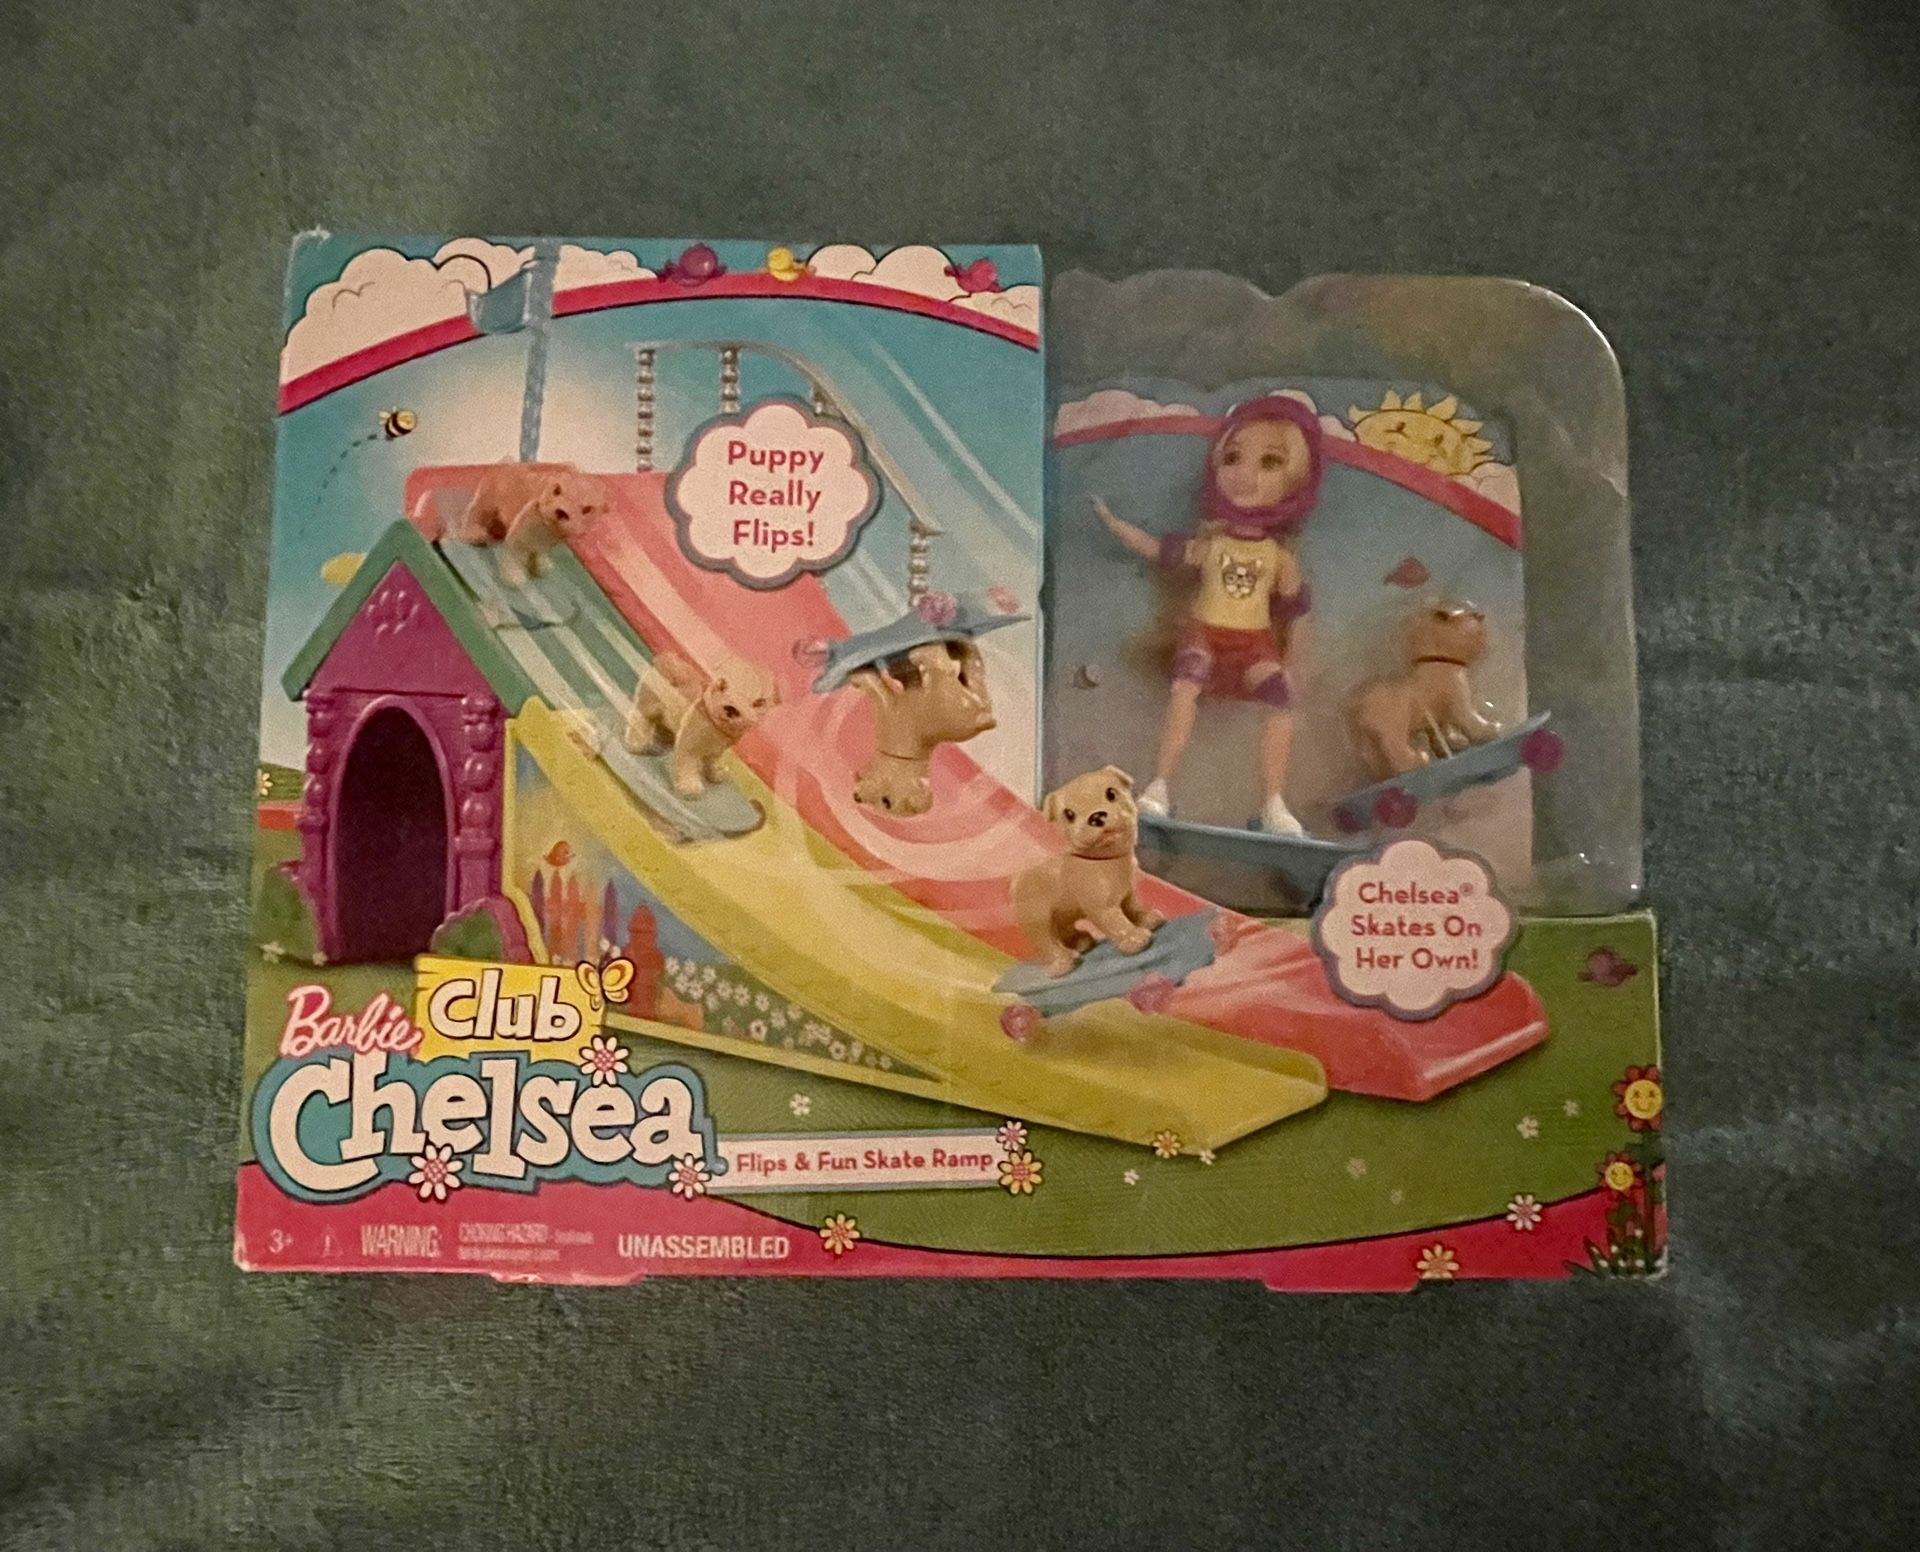 Puppy
Really
Flips!
Chelsea®
Skates On
Her Own!
Barbie
Club
Chelsea
Flips & Fun Skate Ramp
3+
WARNING:
CHOKING HAZARD
UNASSEMBLED